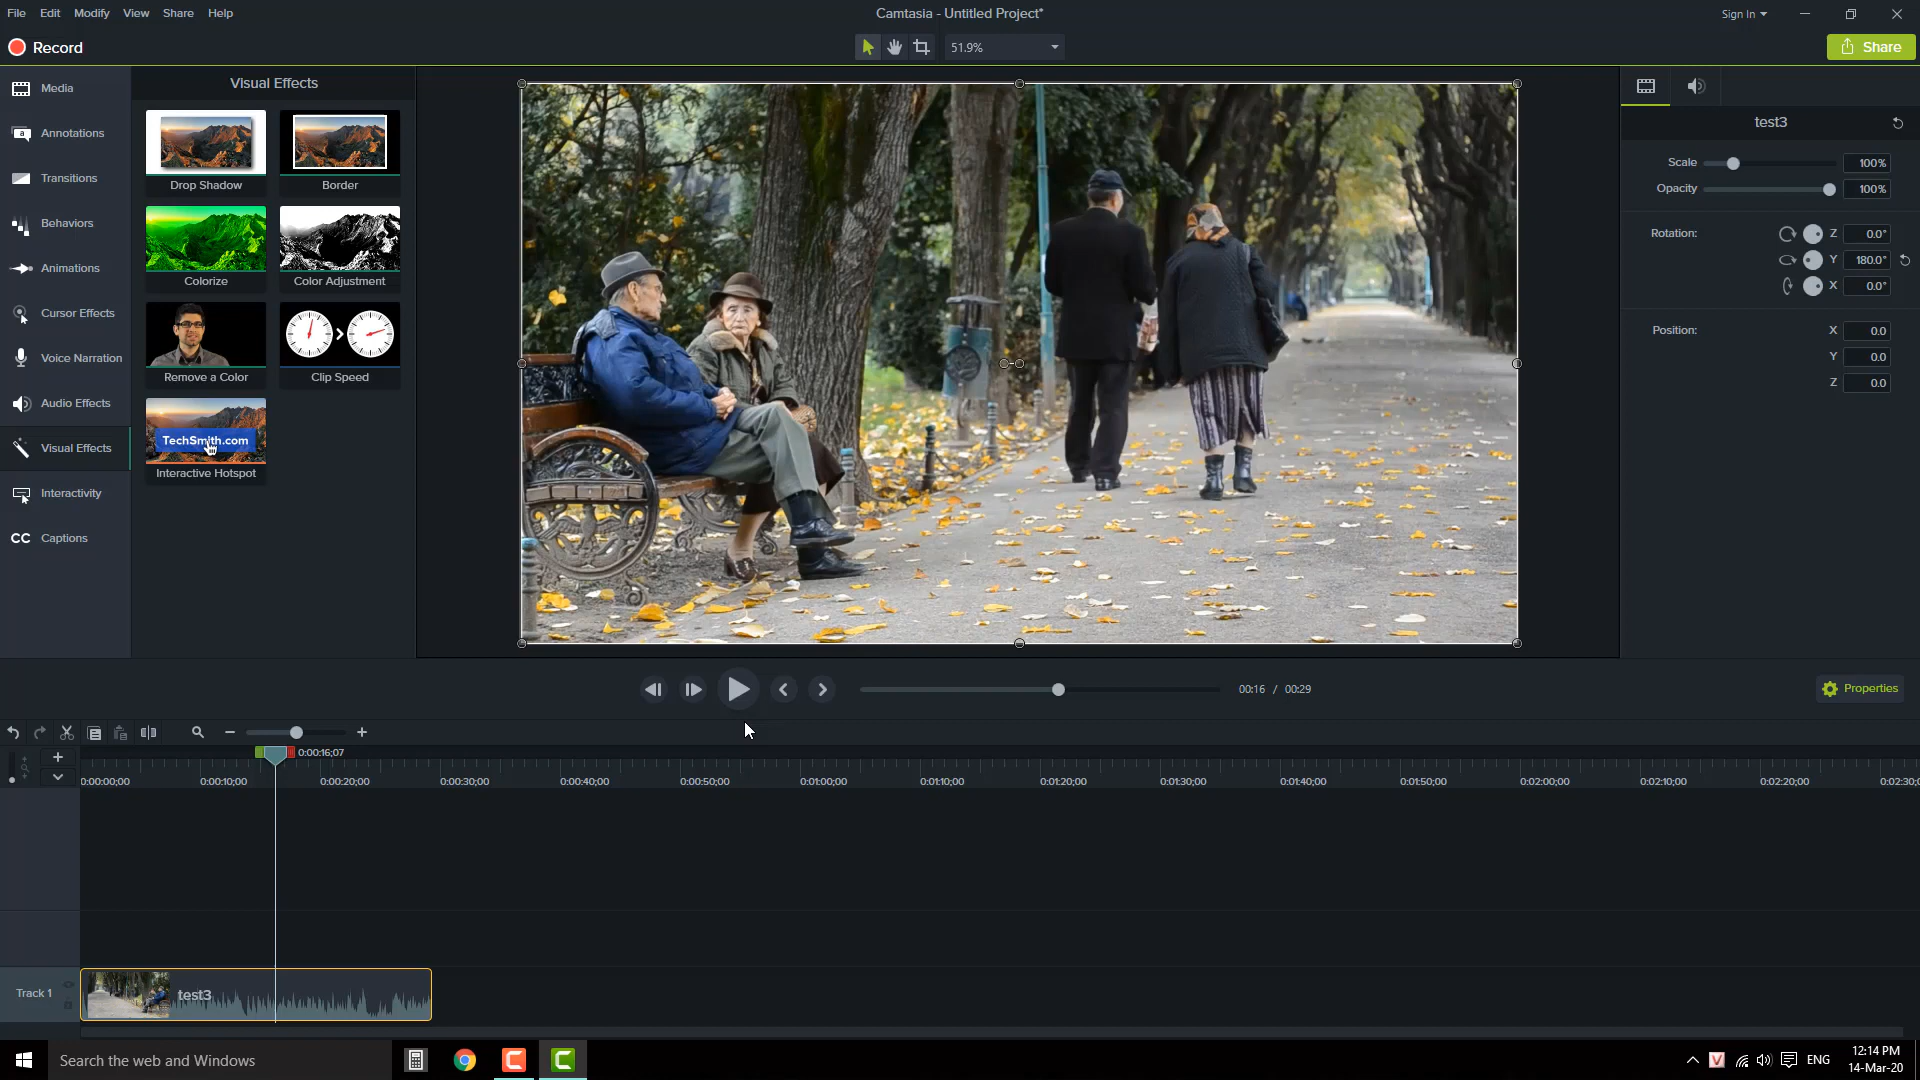 File Edit Modify View Share Help
Camtasia - Untitled Project*
Sign In
Record
51.9%
Share
Media
Annotations
Transitions
Behaviors
Animations
Cursor Effects
Voice Narration
Audio Effects
Visual Effects
Interactivity
CC Captions
Visual Effects
Drop Shadow
Border
Colorize
Color Adjustment
Remove a Color
Clip Speed
TechSmith.com
Interactive Hotspot
test3
Scale 100%
Opacity 100%
Rotation: Z 0.0°
Y 180.0°
X 0.0°
Position: X 0.0
Y 0.0
Z 0.0
00:16 / 00:29
Properties
0:00:16;07
0:00:00;00 0:00:10;00 0:00:20;00 0:00:30;00 0:00:40;00 0:00:50;00 0:01:00;00 0:01:10;00 0:01:20;00 0:01:30;00 0:01:40;00 0:01:50;00 0:02:00;00 0:02:10;00 0:02:20;00 0:02:30;0
Track 1
test3
Search the web and Windows
ENG
12:14 PM
14-Mar-20